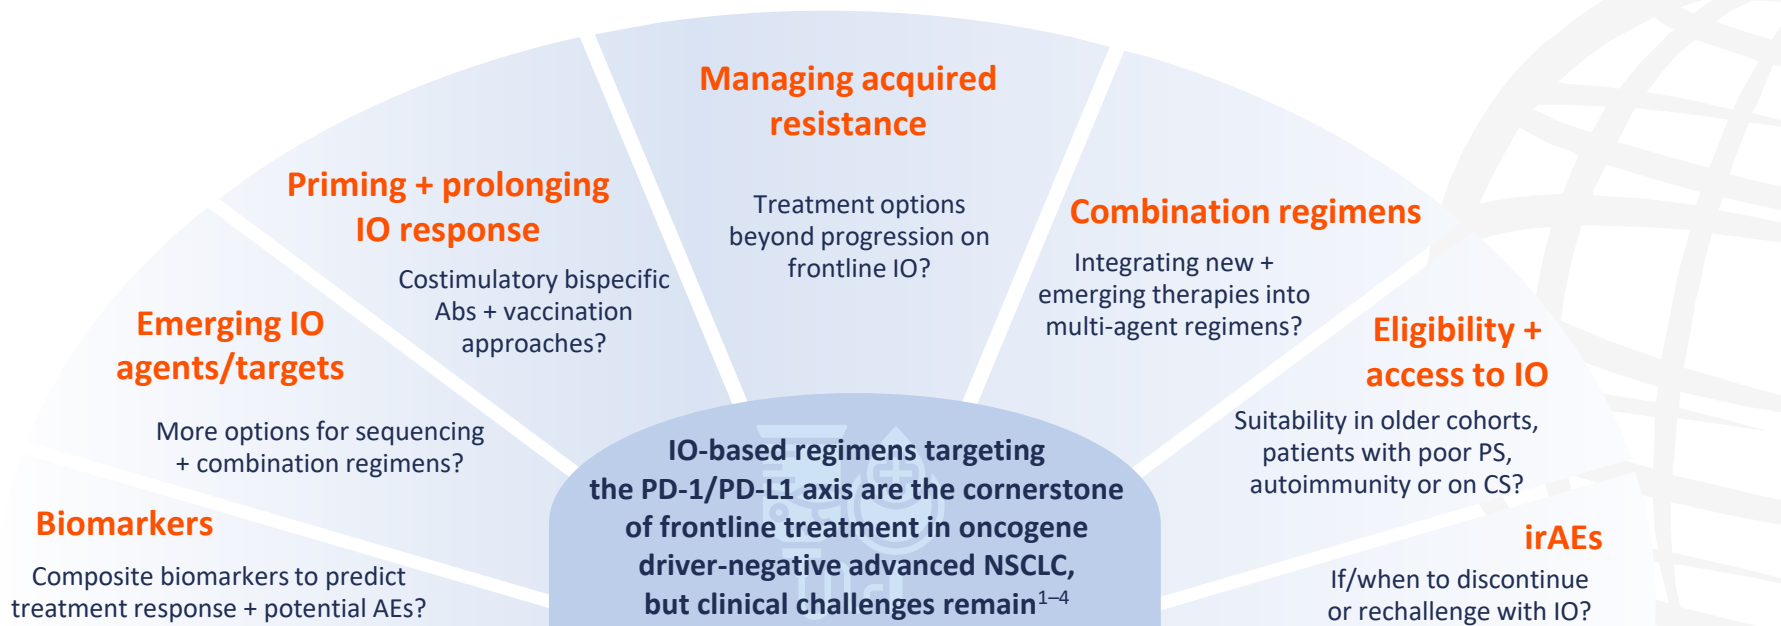 Biomarkers
Composite biomarkers to predict
treatment response + potential AEs?
Emerging IO
agents/targets
More options for sequencing
+ combination regimens?
Priming + prolonging
IO response
Costimulatory bispecific
Abs + vaccination
approaches?
Managing acquired
resistance
Treatment options
beyond progression on
frontline IO?
Combination regimens
Integrating new +
emerging therapies into
multi-agent regimens?
Eligibility +
access to IO
Suitability in older cohorts,
patients with poor PS,
autoimmunity or on CS?
irAEs
If/when to discontinue
or rechallenge with IO?
IO-based regimens targeting
the PD-1/PD-L1 axis are the cornerstone
of frontline treatment in oncogene
driver-negative advanced NSCLC,
but clinical challenges remain¹⁻⁴